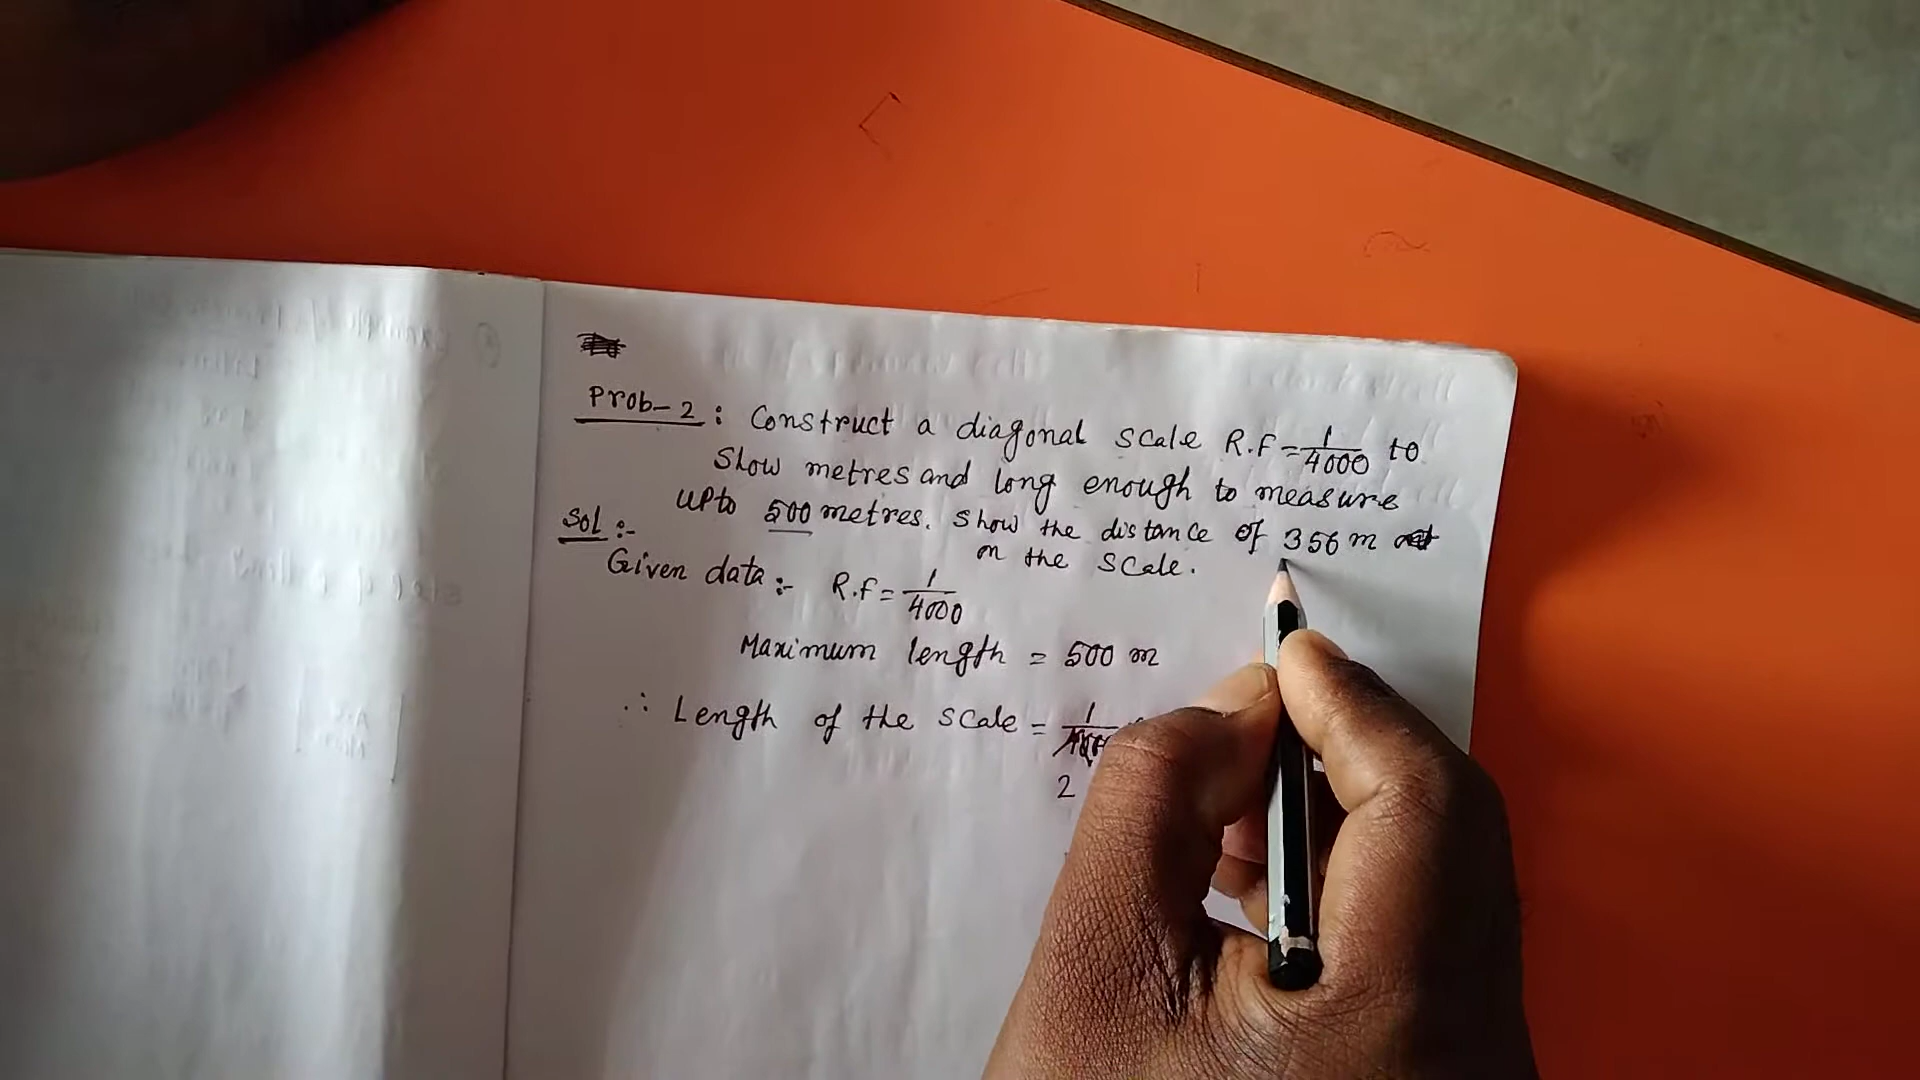 Prob-2 : Construct a diagonal scale R.F = 1/4000 to
show metres and long enough to measure
upto 500 metres. Show the distance of 356 m
on the scale.
Sol :-
Given data :- R.F = 1/4000
Maximum length = 500 m
∴ Length of the scale = 1
2